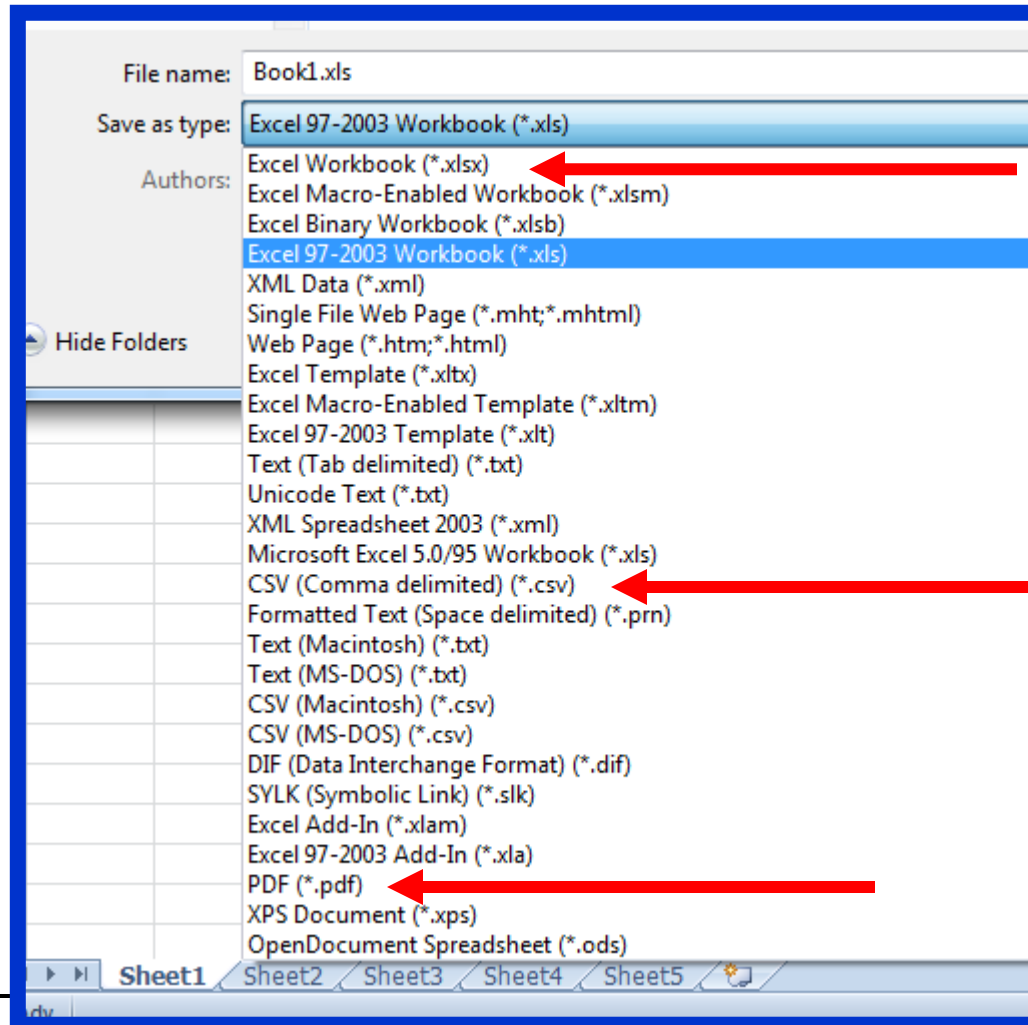 File name: Book1.xls
Save as type: Excel 97-2003 Workbook (*.xls)
Authors:
Excel Workbook (*.xlsx)
Excel Macro-Enabled Workbook (*.xlsm)
Excel Binary Workbook (*.xlsb)
Excel 97-2003 Workbook (*.xls)
XML Data (*.xml)
Single File Web Page (*.mht;*.mhtml)
Hide Folders
Web Page (*.htm;*.html)
Excel Template (*.xltx)
Excel Macro-Enabled Template (*.xltm)
Excel 97-2003 Template (*.xlt)
Text (Tab delimited) (*.txt)
Unicode Text (*.txt)
XML Spreadsheet 2003 (*.xml)
Microsoft Excel 5.0/95 Workbook (*.xls)
CSV (Comma delimited) (*.csv)
Formatted Text (Space delimited) (*.prn)
Text (Macintosh) (*.txt)
Text (MS-DOS) (*.txt)
CSV (Macintosh) (*.csv)
CSV (MS-DOS) (*.csv)
DIF (Data Interchange Format) (*.dif)
SYLK (Symbolic Link) (*.slk)
Excel Add-In (*.xlam)
Excel 97-2003 Add-In (*.xla)
PDF (*.pdf)
XPS Document (*.xps)
OpenDocument Spreadsheet (*.ods)
Sheet1 Sheet2 Sheet3 Sheet4 Sheet5